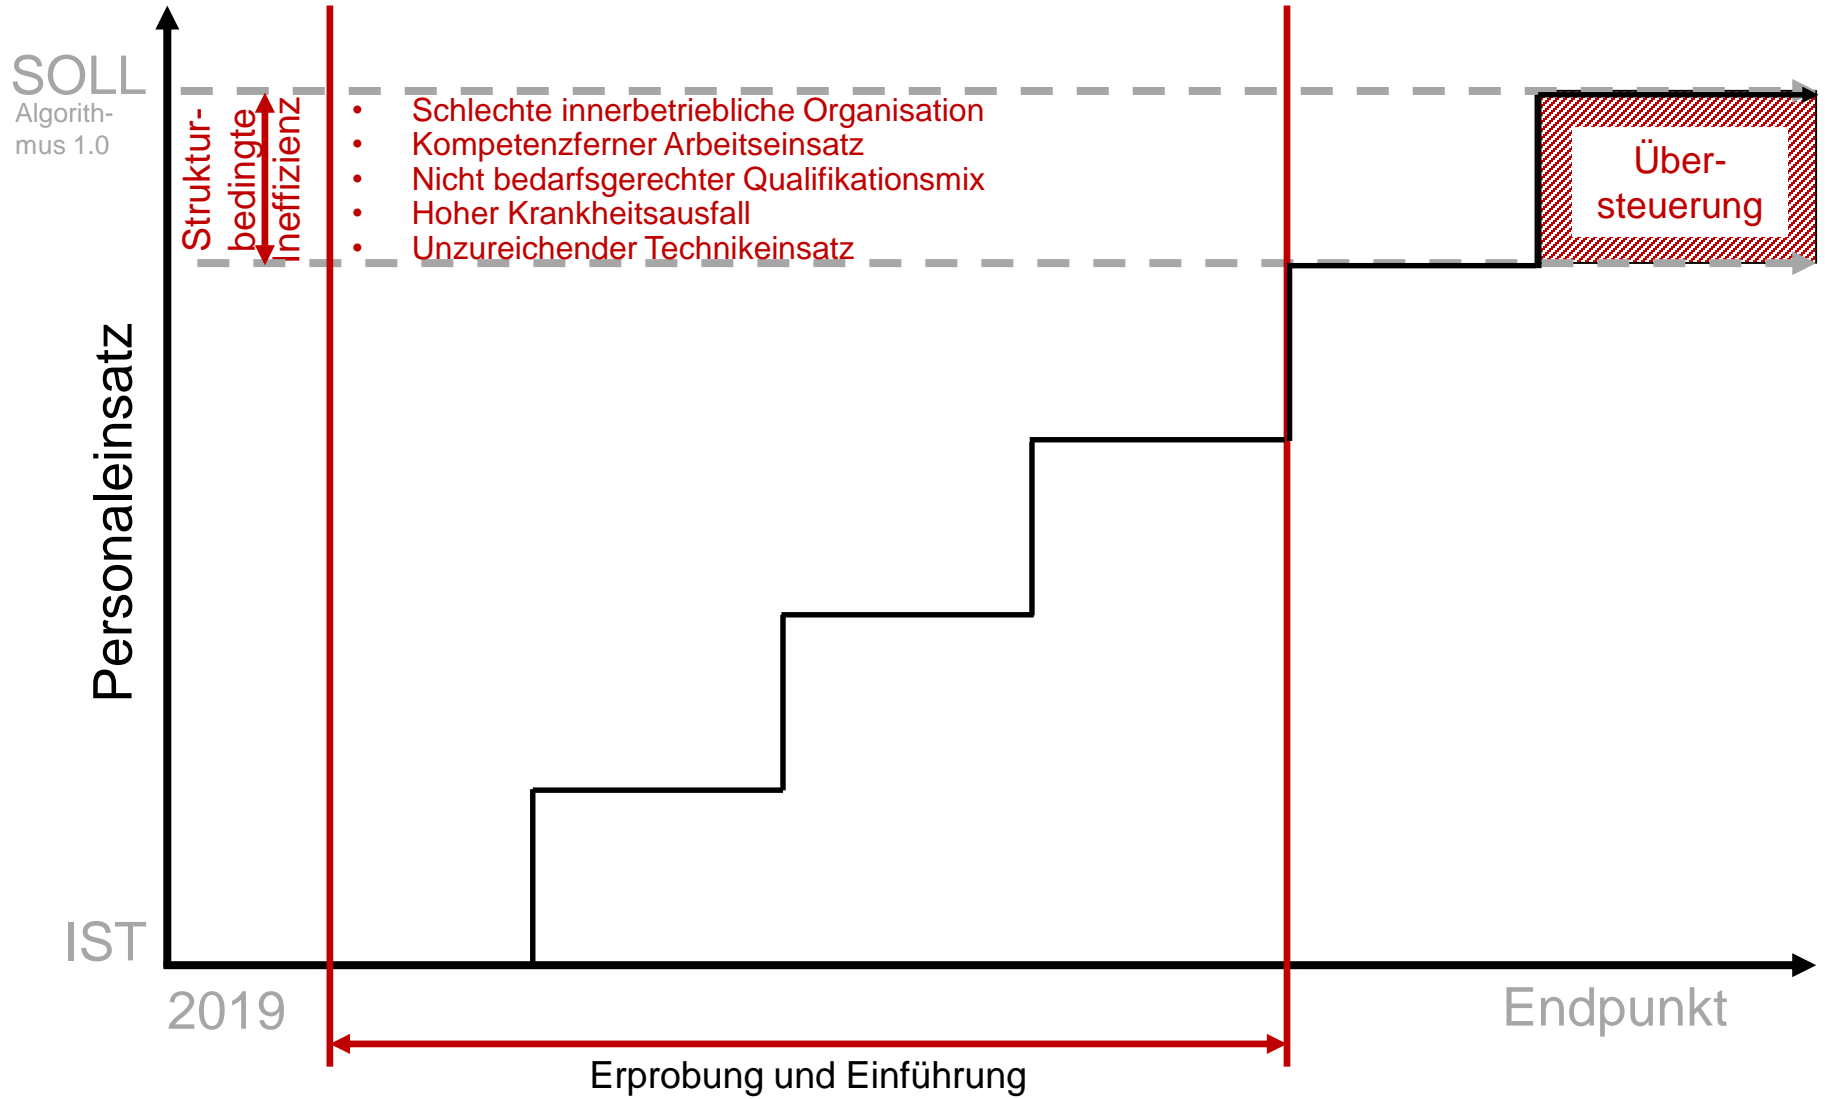 SOLL
Algorith-
mus 1.0
Struktur-
bedingte
Ineffizienz
• Schlechte innerbetriebliche Organisation
• Kompetenzferner Arbeitseinsatz
• Nicht bedarfsgerechter Qualifikationsmix
• Hoher Krankheitsausfall
• Unzureichender Technikeinsatz
Über-
steuerung
Personaleinsatz
IST
2019
Endpunkt
Erprobung und Einführung